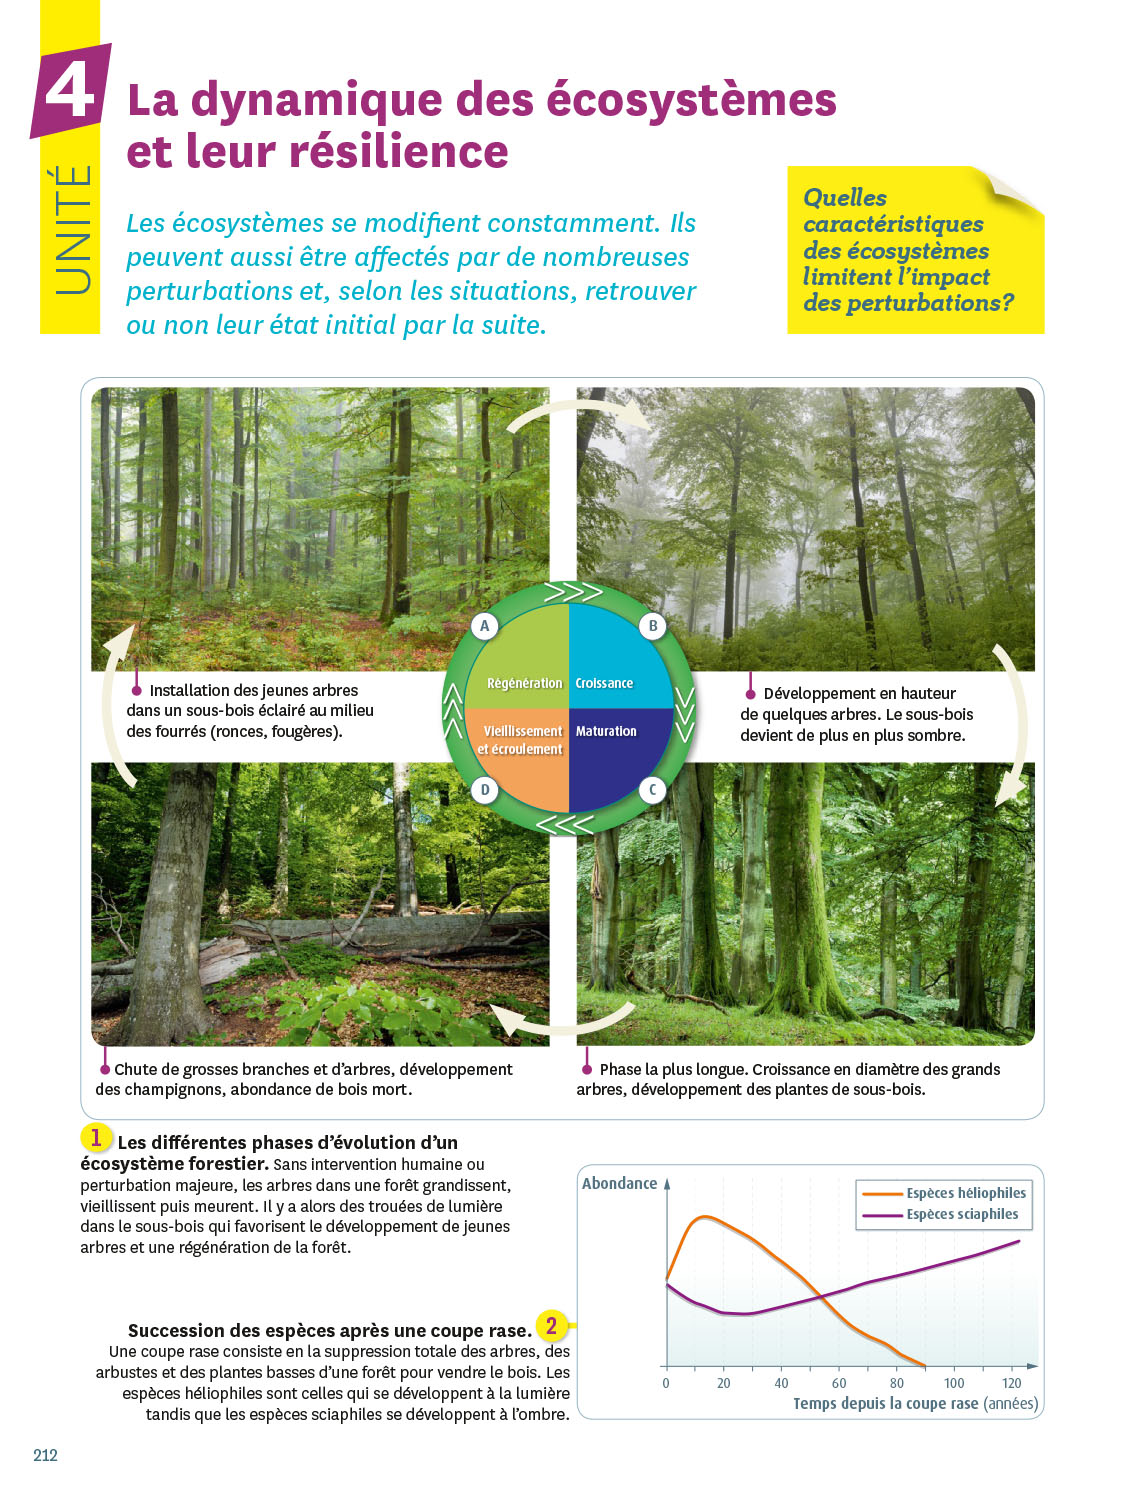 4
UNITÉ
La dynamique des écosystèmes
et leur résilience
Les écosystèmes se modifient constamment. Ils
peuvent aussi être affectés par de nombreuses
perturbations et, selon les situations, retrouver
ou non leur état initial par la suite.
Quelles
caractéristiques
des écosystèmes
limitent l'impact
des perturbations?
A
B
Régénération
Croissance
Vieillissement
et écroulement
Maturation
D
C
Installation des jeunes arbres
dans un sous-bois éclairé au milieu
des fourrés (ronces, fougères).
Développement en hauteur
de quelques arbres. Le sous-bois
devient de plus en plus sombre.
Chute de grosses branches et d'arbres, développement
des champignons, abondance de bois mort.
Phase la plus longue. Croissance en diamètre des grands
arbres, développement des plantes de sous-bois.
1 Les différentes phases d'évolution d'un
écosystème forestier. Sans intervention humaine ou
perturbation majeure, les arbres dans une forêt grandissent,
vieillissent puis meurent. Il y a alors des trouées de lumière
dans le sous-bois qui favorisent le développement de jeunes
arbres et une régénération de la forêt.
Succession des espèces après une coupe rase. 2
Une coupe rase consiste en la suppression totale des arbres, des
arbustes et des plantes basses d'une forêt pour vendre le bois. Les
espèces héliophiles sont celles qui se développent à la lumière
tandis que les espèces sciaphiles se développent à l'ombre.
Abondance
Espèces héliophiles
Espèces sciaphiles
0 20 40 60 80 100 120
Temps depuis la coupe rase (années)
212